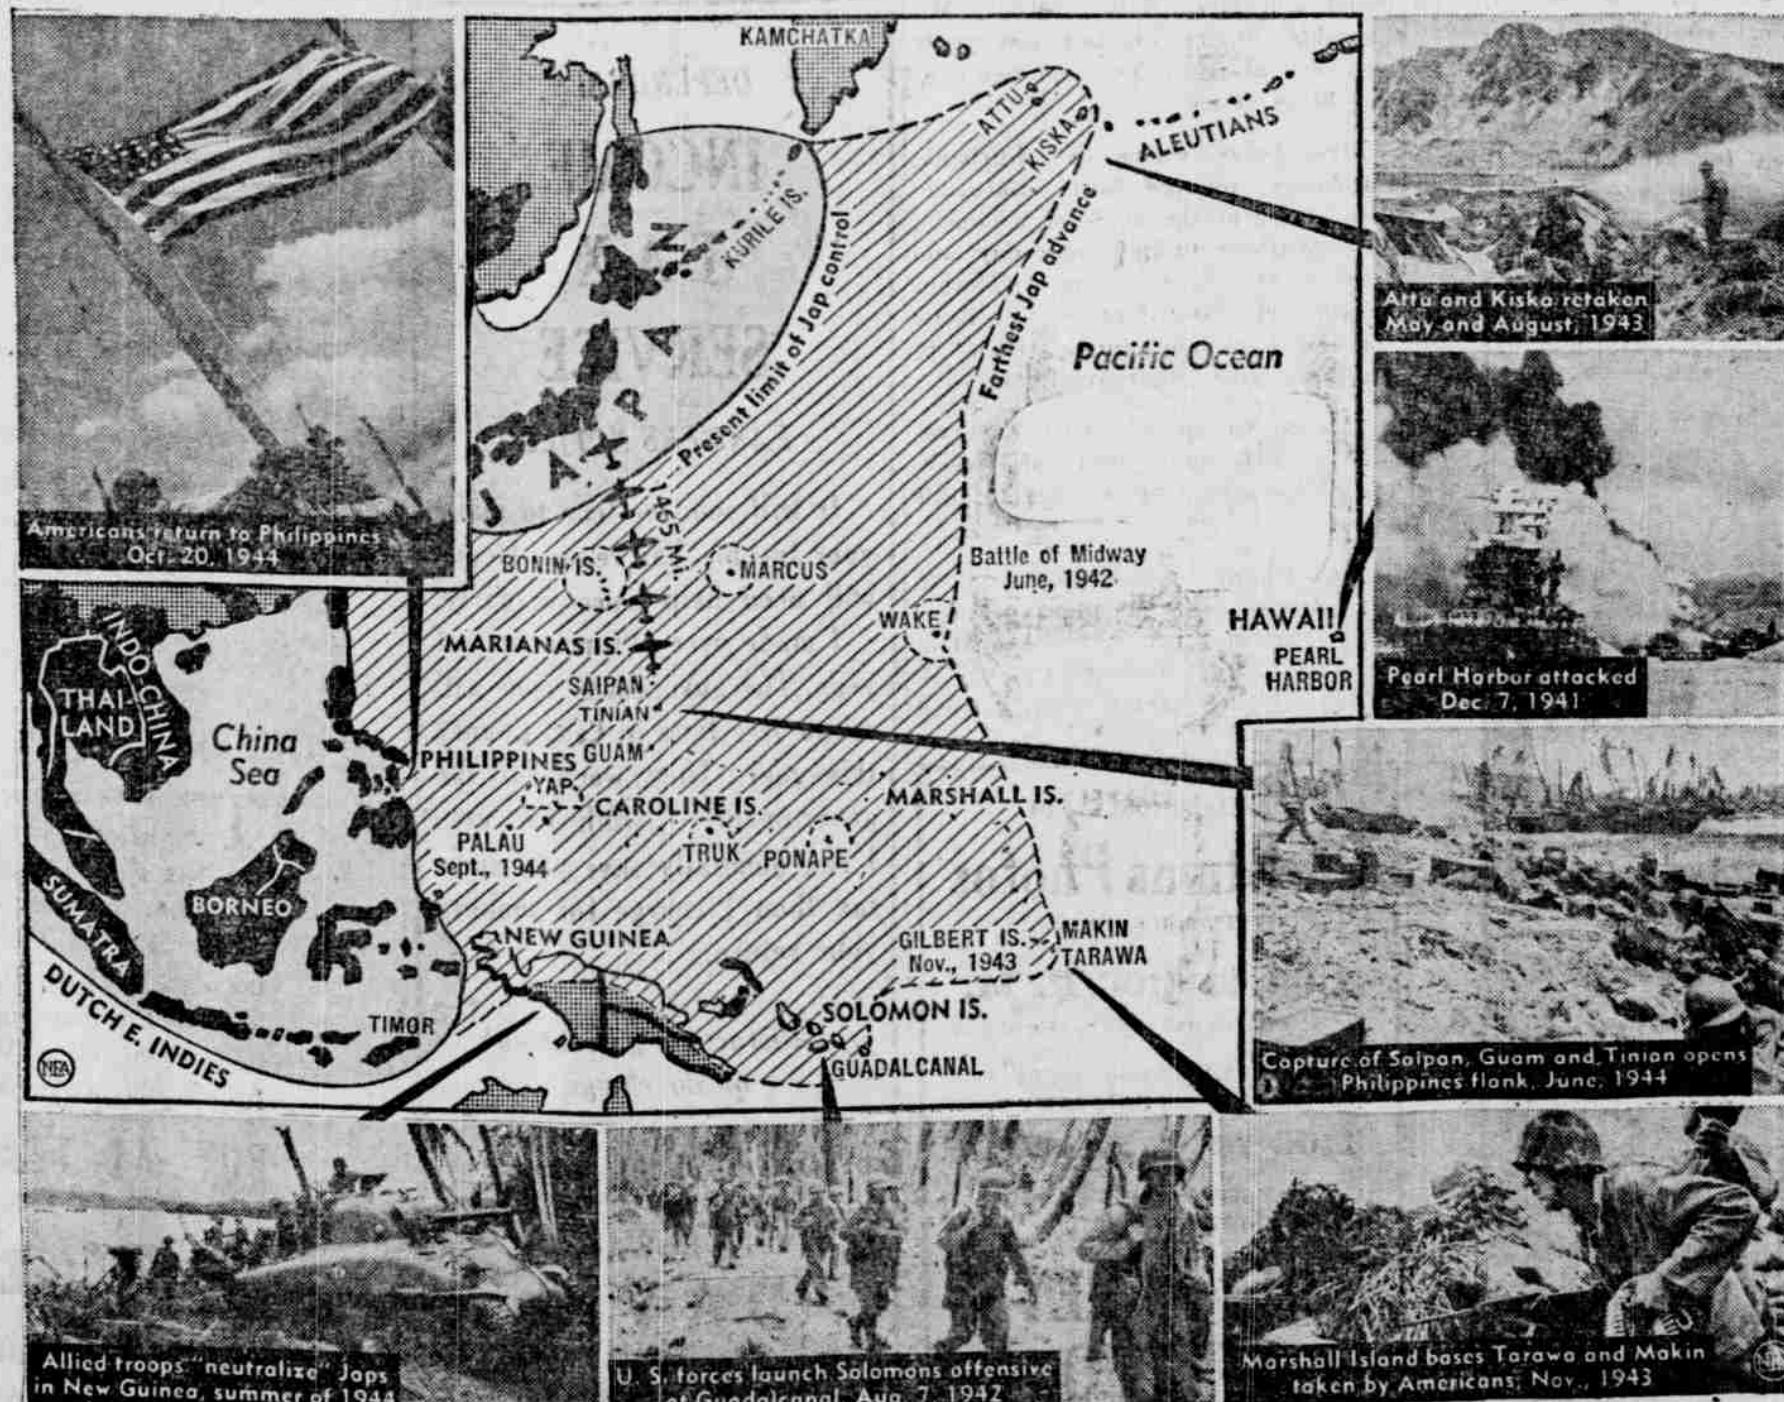 Americans return to Philippines
Oct. 20, 1944
KAMCHATKA
ATTU
KISKA
ALEUTIANS
KURILE IS.
JAPAN
Present limit of Jap control
Farthest Jap advance
Pacific Ocean
1465 MI.
BONIN IS.
MARCUS
Battle of Midway
June, 1942
WAKE
HAWAII
PEARL
HARBOR
MARIANAS IS.
SAIPAN
TINIAN
GUAM
PHILIPPINES
YAP
CAROLINE IS.
MARSHALL IS.
PALAU
Sept., 1944
TRUK
PONAPE
INDO-CHINA
THAI-
LAND
China
Sea
BORNEO
SUMATRA
DUTCH E. INDIES
TIMOR
NEA
NEW GUINEA
GILBERT IS.
Nov., 1943
MAKIN
TARAWA
SOLOMON IS.
GUADALCANAL
Attu and Kiska retaken
May and August, 1943
Pearl Harbor attacked
Dec. 7, 1941
Capture of Saipan, Guam and Tinian opens
Philippines flank, June, 1944
Allied troops "neutralize" Japs
in New Guinea, summer of 1944
U. S. forces launch Solomons offensive
at Guadalcanal, Aug. 7, 1942
Marshall Island bases Tarawa and Makin
taken by Americans, Nov., 1943